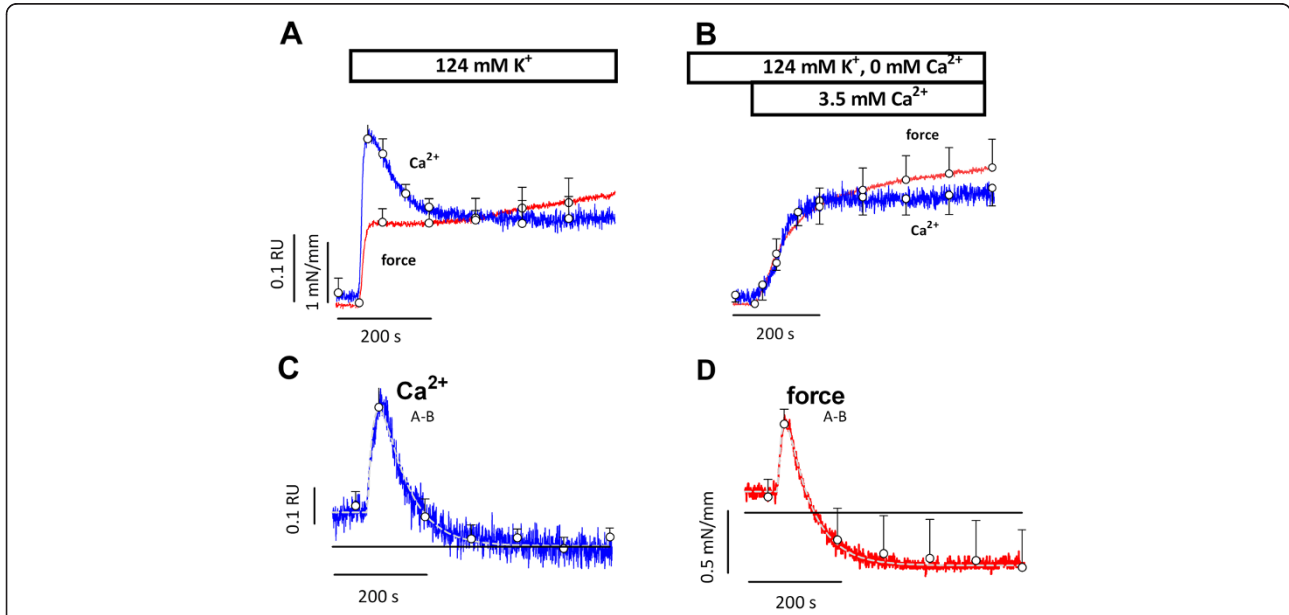 A
124 mM K⁺
Ca²⁺
force
0.1 RU
1 mN/mm
200 s
B
124 mM K⁺, 0 mM Ca²⁺
3.5 mM Ca²⁺
force
Ca²⁺
200 s
C
Ca²⁺
A-B
0.1 RU
200 s
D
force
A-B
0.5 mN/mm
200 s